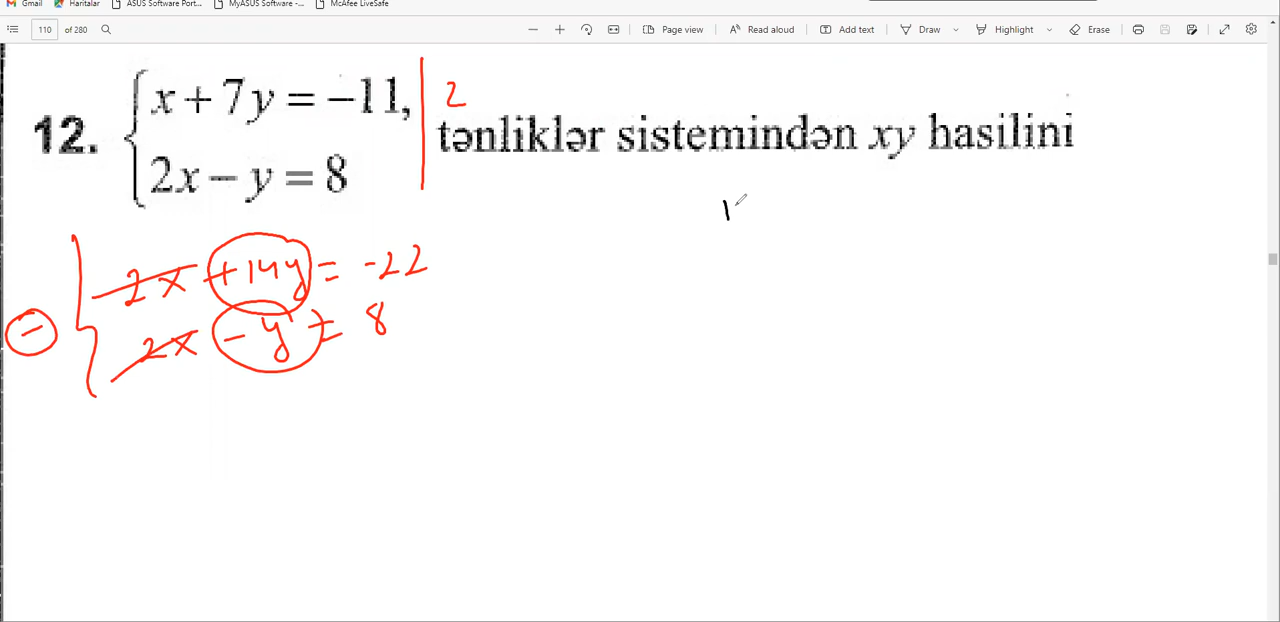 Gmail Haritalar ASUS Software Port... MyASUS Software -... McAfee LiveSafe
110 of 280 Page view Read aloud Add text Draw Highlight Erase
12. { x + 7y = -11, | 2
2x - y = 8
tənliklər sistemindən xy hasilini
2x + 14y = -22
2x - y = 8